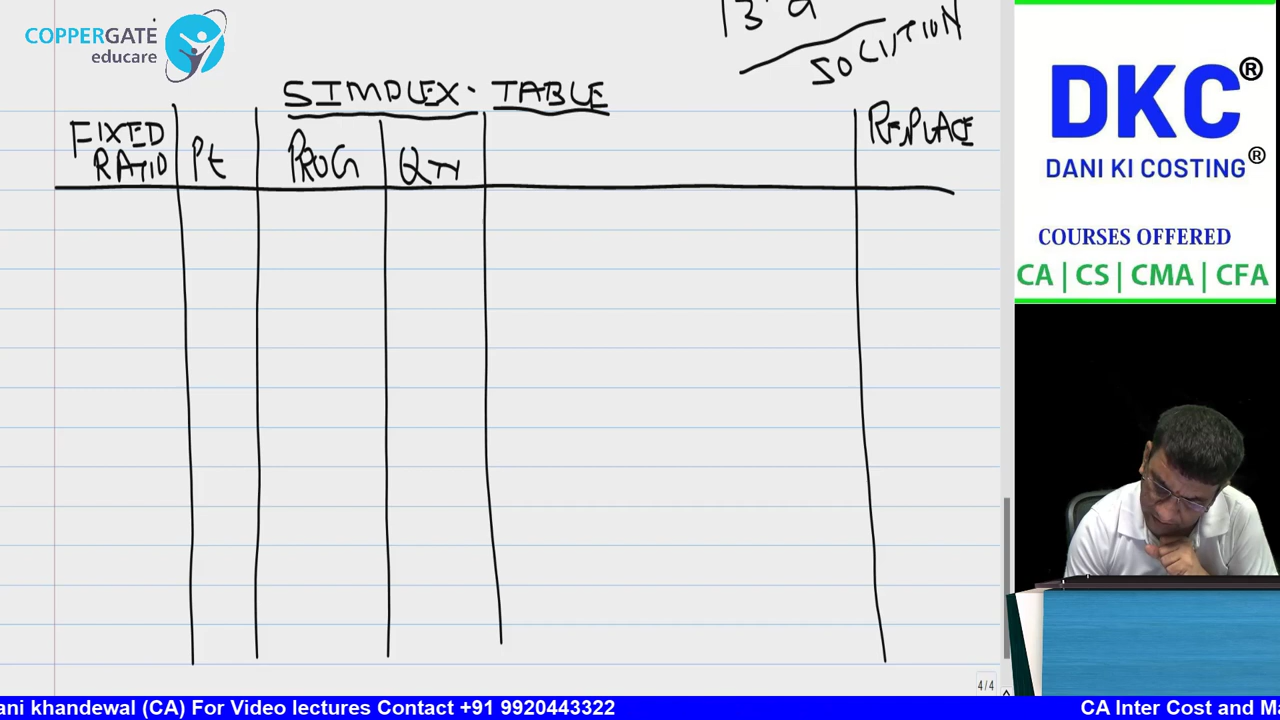 COPPERGATE
educare
SOLUTION
SIMPLEX TABLE
FIXED RATIO
Pt
PROG
QTY
REPLACE
DKC®
DANI KI COSTING®
COURSES OFFERED
CA | CS | CMA | CFA
4/4
ani khandewal (CA) For Video lectures Contact +91 9920443322
CA Inter Cost and Ma